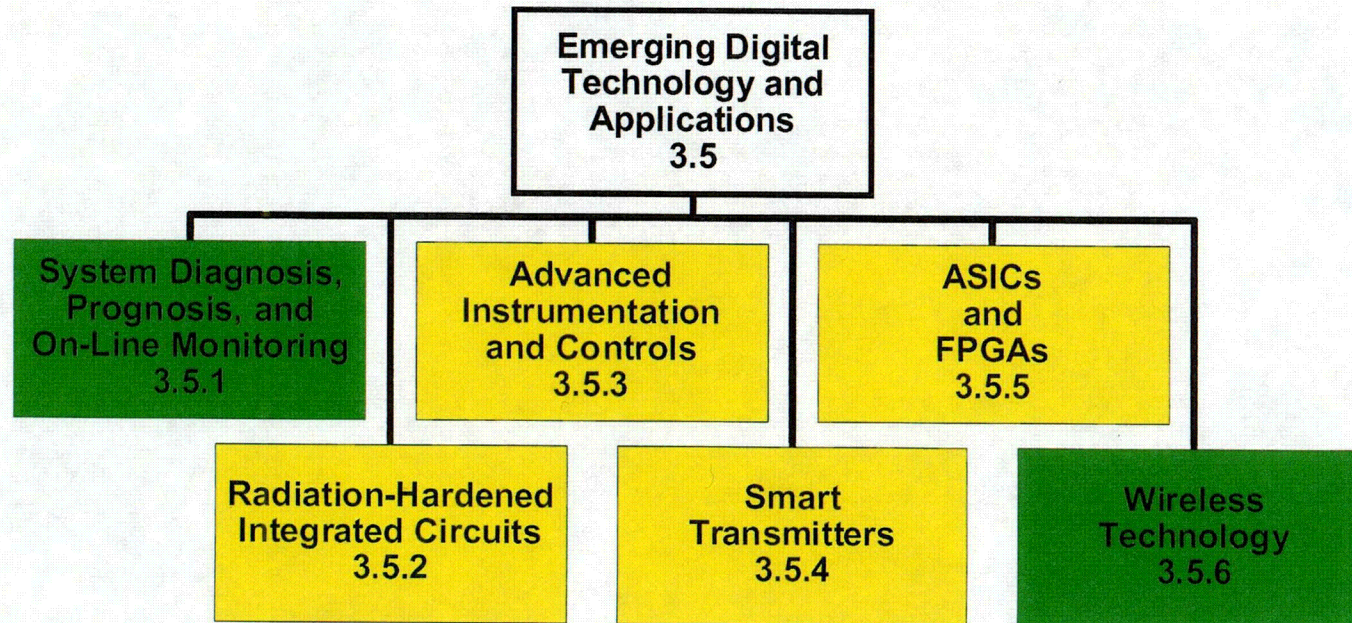 Emerging Digital
Technology and
Applications
3.5
System Diagnosis,
Prognosis, and
On-Line Monitoring
3.5.1
Advanced
Instrumentation
and Controls
3.5.3
ASICs
and
FPGAs
3.5.5
Radiation-Hardened
Integrated Circuits
3.5.2
Smart
Transmitters
3.5.4
Wireless
Technology
3.5.6